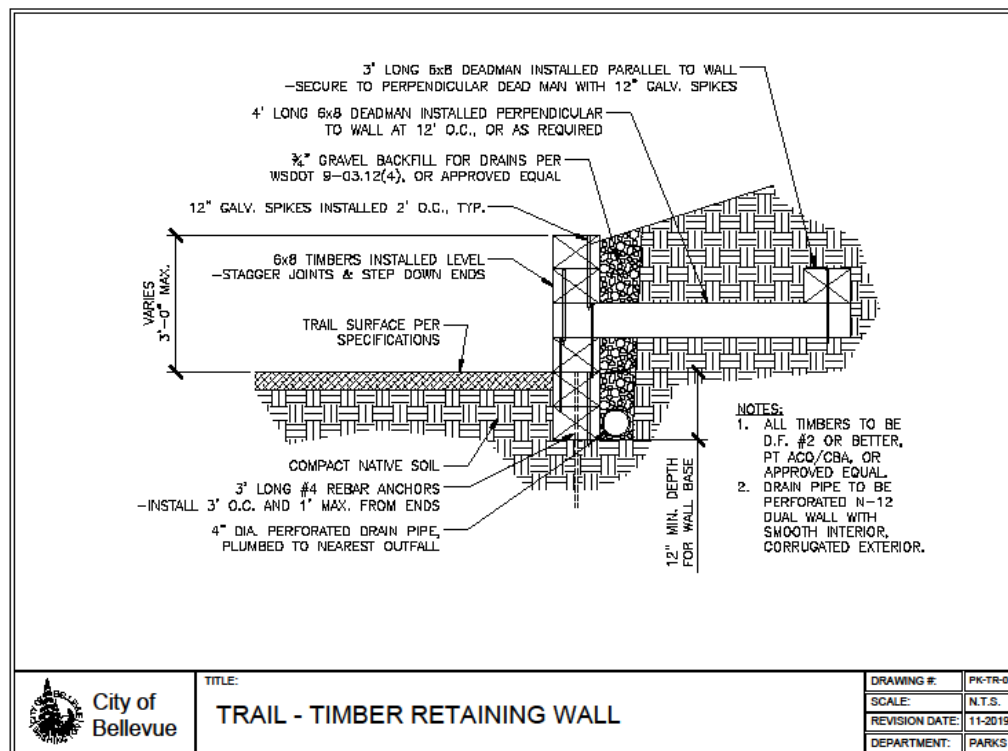 3' LONG 6x8 DEADMAN INSTALLED PARALLEL TO WALL
-SECURE TO PERPENDICULAR DEAD MAN WITH 12" GALV. SPIKES
4' LONG 6x8 DEADMAN INSTALLED PERPENDICULAR
TO WALL AT 12' O.C., OR AS REQUIRED
¾" GRAVEL BACKFILL FOR DRAINS PER
WSDOT 9-03.12(4), OR APPROVED EQUAL
12" GALV. SPIKES INSTALLED 2' O.C., TYP.
6x8 TIMBERS INSTALLED LEVEL
-STAGGER JOINTS & STEP DOWN ENDS
VARIES
3'-0" MAX.
TRAIL SURFACE PER
SPECIFICATIONS
COMPACT NATIVE SOIL
3' LONG #4 REBAR ANCHORS
-INSTALL 3' O.C. AND 1' MAX. FROM ENDS
4" DIA. PERFORATED DRAIN PIPE,
PLUMBED TO NEAREST OUTFALL
12" MIN. DEPTH
FOR WALL BASE
NOTES:
1. ALL TIMBERS TO BE
D.F. #2 OR BETTER,
PT ACQ/CBA, OR
APPROVED EQUAL.
2. DRAIN PIPE TO BE
PERFORATED N-12
DUAL WALL WITH
SMOOTH INTERIOR,
CORRUGATED EXTERIOR.
City of
Bellevue
TITLE:
TRAIL - TIMBER RETAINING WALL
DRAWING #: PK-TR-0
SCALE: N.T.S.
REVISION DATE: 11-2019
DEPARTMENT: PARKS